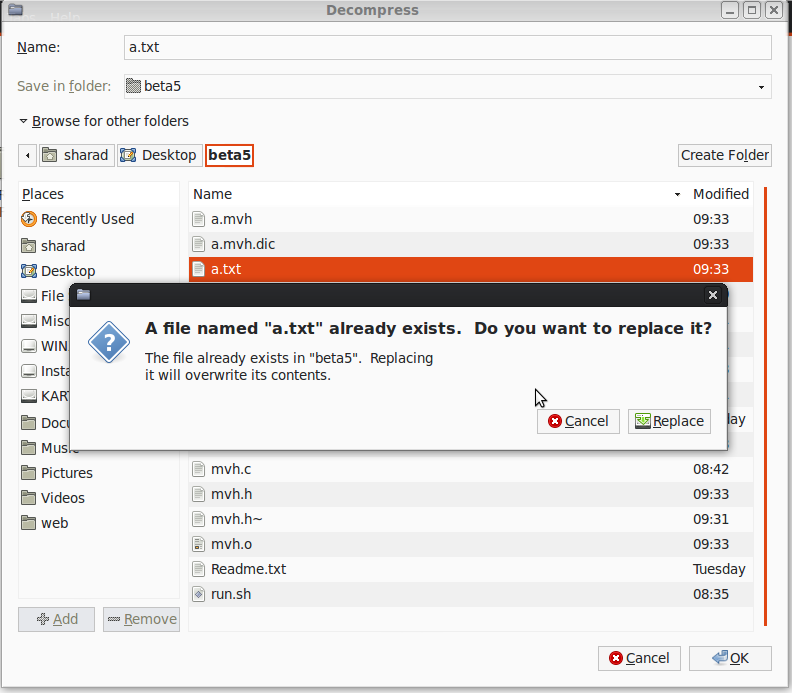 Decompress
Name: a.txt
Save in folder: beta5
Browse for other folders
sharad Desktop beta5 Create Folder
Places Name Modified
Recently Used a.mvh 09:33
sharad a.mvh.dic 09:33
Desktop a.txt 09:33
File
A file named "a.txt" already exists.  Do you want to replace it?
The file already exists in "beta5".  Replacing
it will overwrite its contents.
Cancel Replace
Misc
WIN
Insta
KAR
Docu
Music
mvh.c 08:42
Pictures mvh.h 09:33
Videos mvh.h~ 09:31
web mvh.o 09:33
Readme.txt Tuesday
run.sh 08:35
Add Remove
Cancel OK